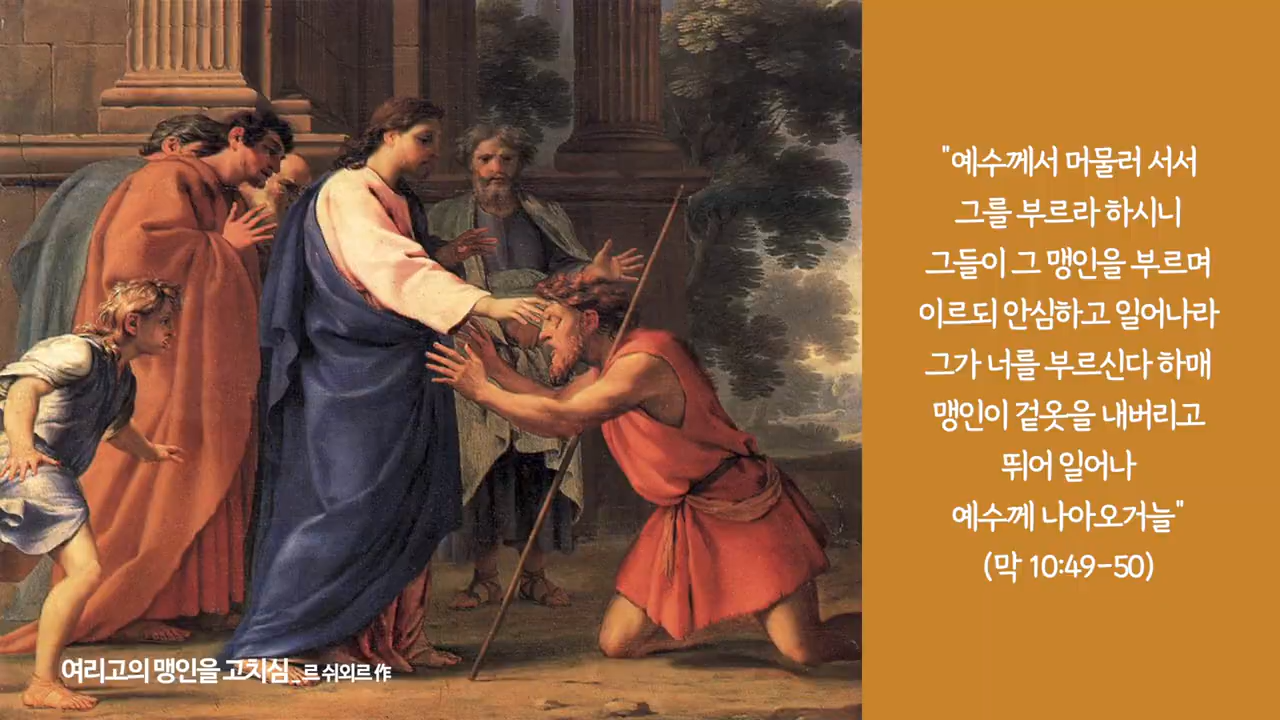 "예수께서 머물러 서서
그를 부르라 하시니
그들이 그 맹인을 부르며
이르되 안심하고 일어나라
그가 너를 부르신다 하매
맹인이 겉옷을 내버리고
뛰어 일어나
예수께 나아오거늘"
(막 10:49-50)
여리고의 맹인을 고치심_르 쉬외르 作